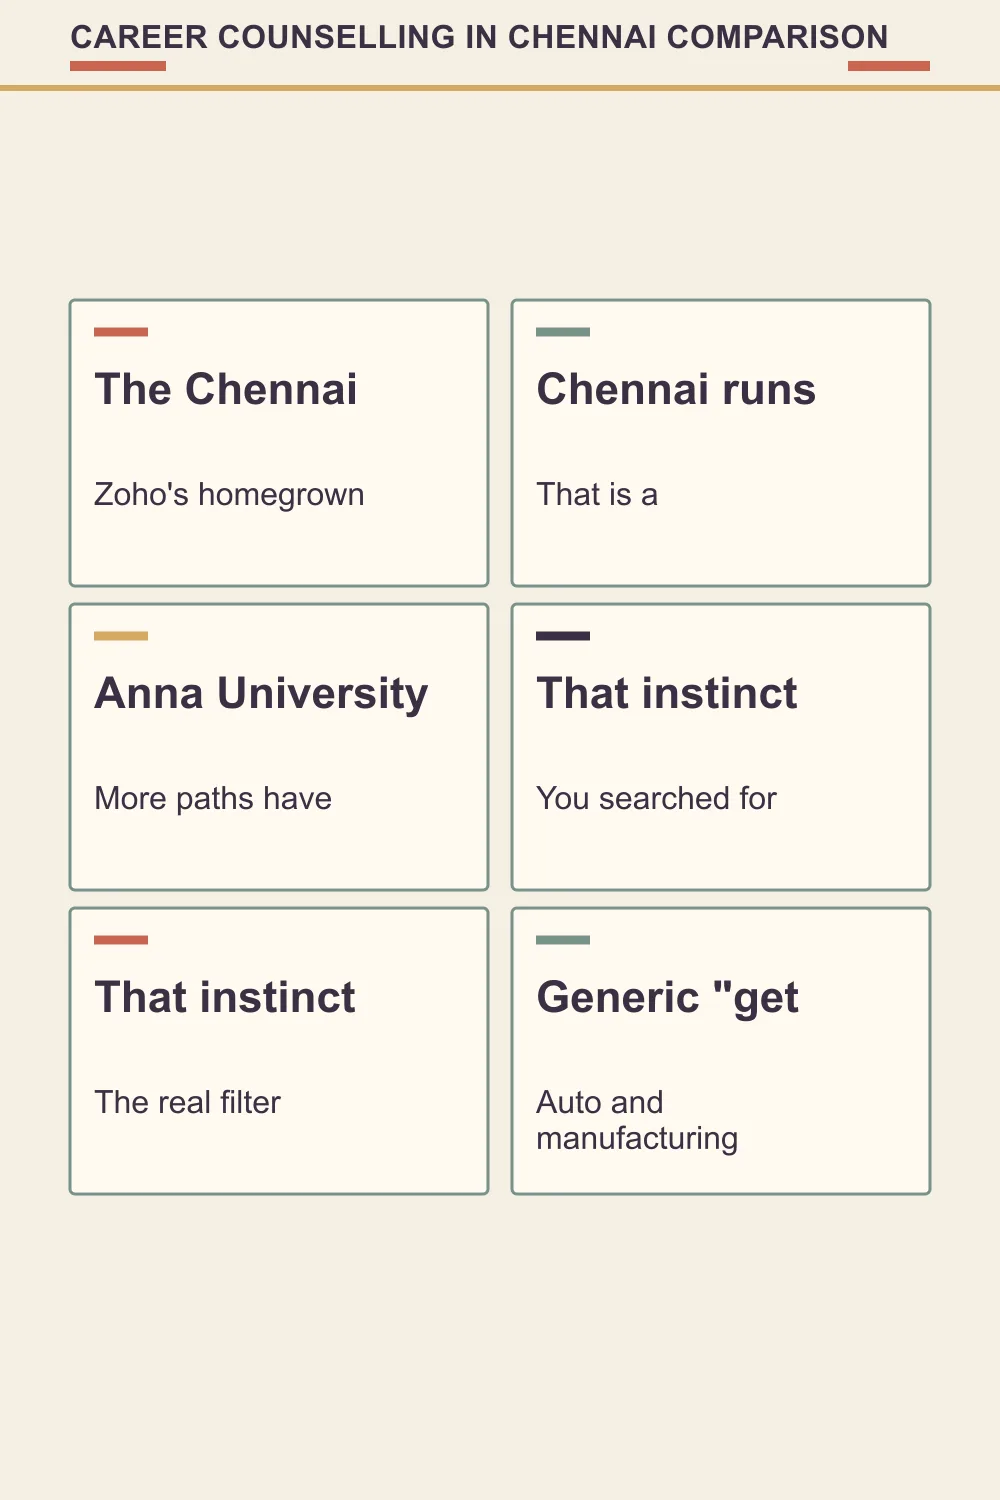 CAREER COUNSELLING IN CHENNAI COMPARISON
The Chennai
Zoho's homegrown
Chennai runs
That is a
Anna University
More paths have
That instinct
You searched for
That instinct
The real filter
Generic "get
Auto and
manufacturing